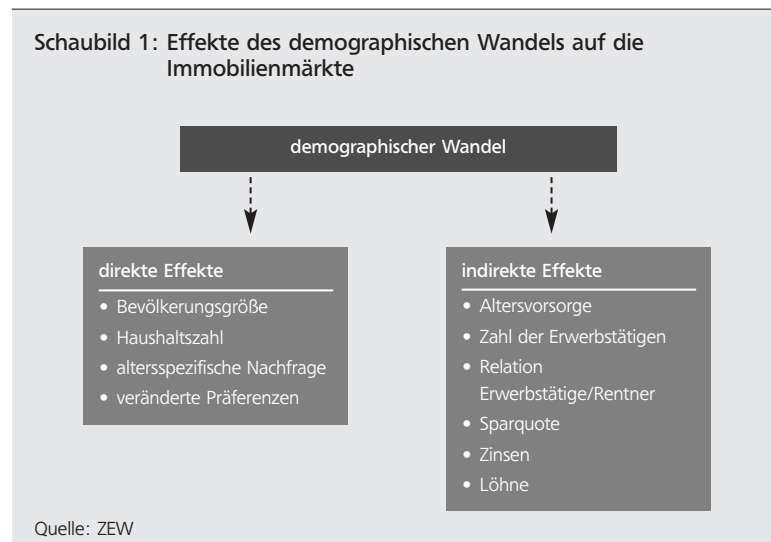 Schaubild 1: Effekte des demographischen Wandels auf die
Immobilienmärkte
demographischer Wandel
direkte Effekte
• Bevölkerungsgröße
• Haushaltszahl
• altersspezifische Nachfrage
• veränderte Präferenzen
indirekte Effekte
• Altersvorsorge
• Zahl der Erwerbstätigen
• Relation
Erwerbstätige/Rentner
• Sparquote
• Zinsen
• Löhne
Quelle: ZEW